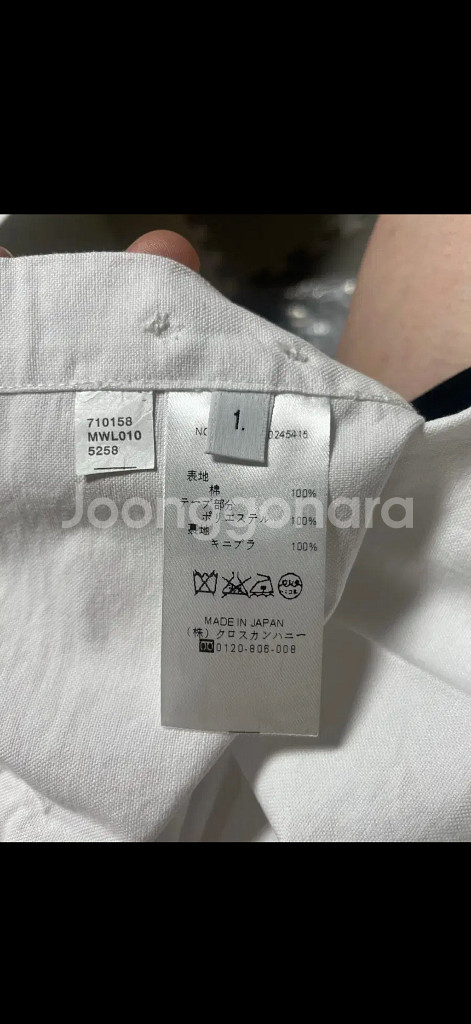 710158
MWL010
5258
1.
NO
0245415
表地
棉 100%
テープ部分
ポリエステル 100%
裏地
キュプラ 100%
Joonggonara
MADE IN JAPAN
(株)クロスカンパニー
0120-806-008